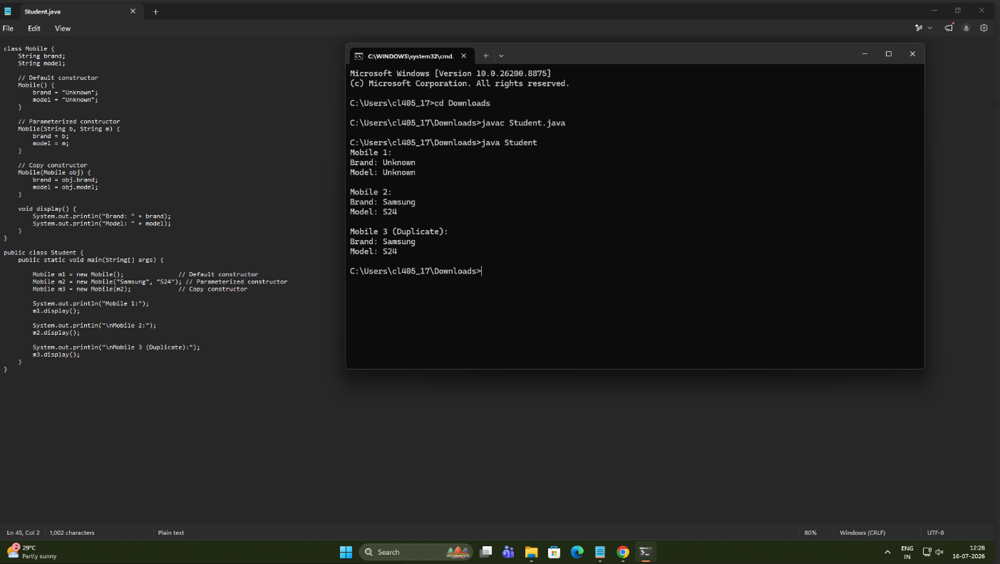 Student.java
File Edit View
class Mobile {
    String brand;
    String model;

    // Default constructor
    Mobile() {
        brand = "Unknown";
        model = "Unknown";
    }

    // Parameterized constructor
    Mobile(String b, String m) {
        brand = b;
        model = m;
    }

    // Copy constructor
    Mobile(Mobile obj) {
        brand = obj.brand;
        model = obj.model;
    }

    void display() {
        System.out.println("Brand: " + brand);
        System.out.println("Model: " + model);
    }
}

public class Student {
    public static void main(String[] args) {

        Mobile m1 = new Mobile();               // Default constructor
        Mobile m2 = new Mobile("Samsung", "S24"); // Parameterized constructor
        Mobile m3 = new Mobile(m2);             // Copy constructor

        System.out.println("Mobile 1:");
        m1.display();

        System.out.println("\nMobile 2:");
        m2.display();

        System.out.println("\nMobile 3 (Duplicate):");
        m3.display();
    }
}
C:\WINDOWS\system32\cmd.
Microsoft Windows [Version 10.0.26200.8875]
(c) Microsoft Corporation. All rights reserved.

C:\Users\cl405_17>cd Downloads

C:\Users\cl405_17\Downloads>javac Student.java

C:\Users\cl405_17\Downloads>java Student
Mobile 1:
Brand: Unknown
Model: Unknown

Mobile 2:
Brand: Samsung
Model: S24

Mobile 3 (Duplicate):
Brand: Samsung
Model: S24

C:\Users\cl405_17\Downloads>
Ln 45, Col 2 1,002 characters Plain text 80% Windows (CRLF) UTF-8
2
29°C
Partly sunny
Search
ENG
IN
12:28
16-07-2026